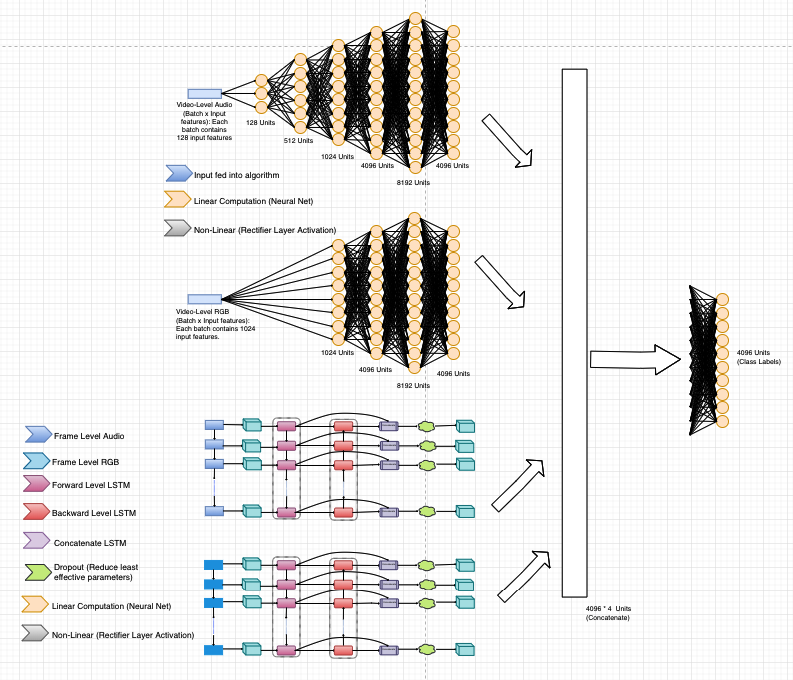 Video-Level Audio
(Batch x Input
features): Each
batch contains
128 input features
128 Units
512 Units
1024 Units
4096 Units
8192 Units
4096 Units
Input fed into algorithm
Linear Computation (Neural Net)
Non-Linear (Rectifier Layer Activation)
Video-Level RGB
(Batch x Input features):
Each batch contains 1024
input features.
1024 Units
4096 Units
8192 Units
4096 Units
4096 Units
(Class Labels)
Frame Level Audio
Frame Level RGB
Forward Level LSTM
Backward Level LSTM
Concatenate LSTM
Dropout (Reduce least
effective parameters)
Linear Computation (Neural Net)
Non-Linear (Rectifier Layer Activation)
4096 * 4 Units
(Concatenate)